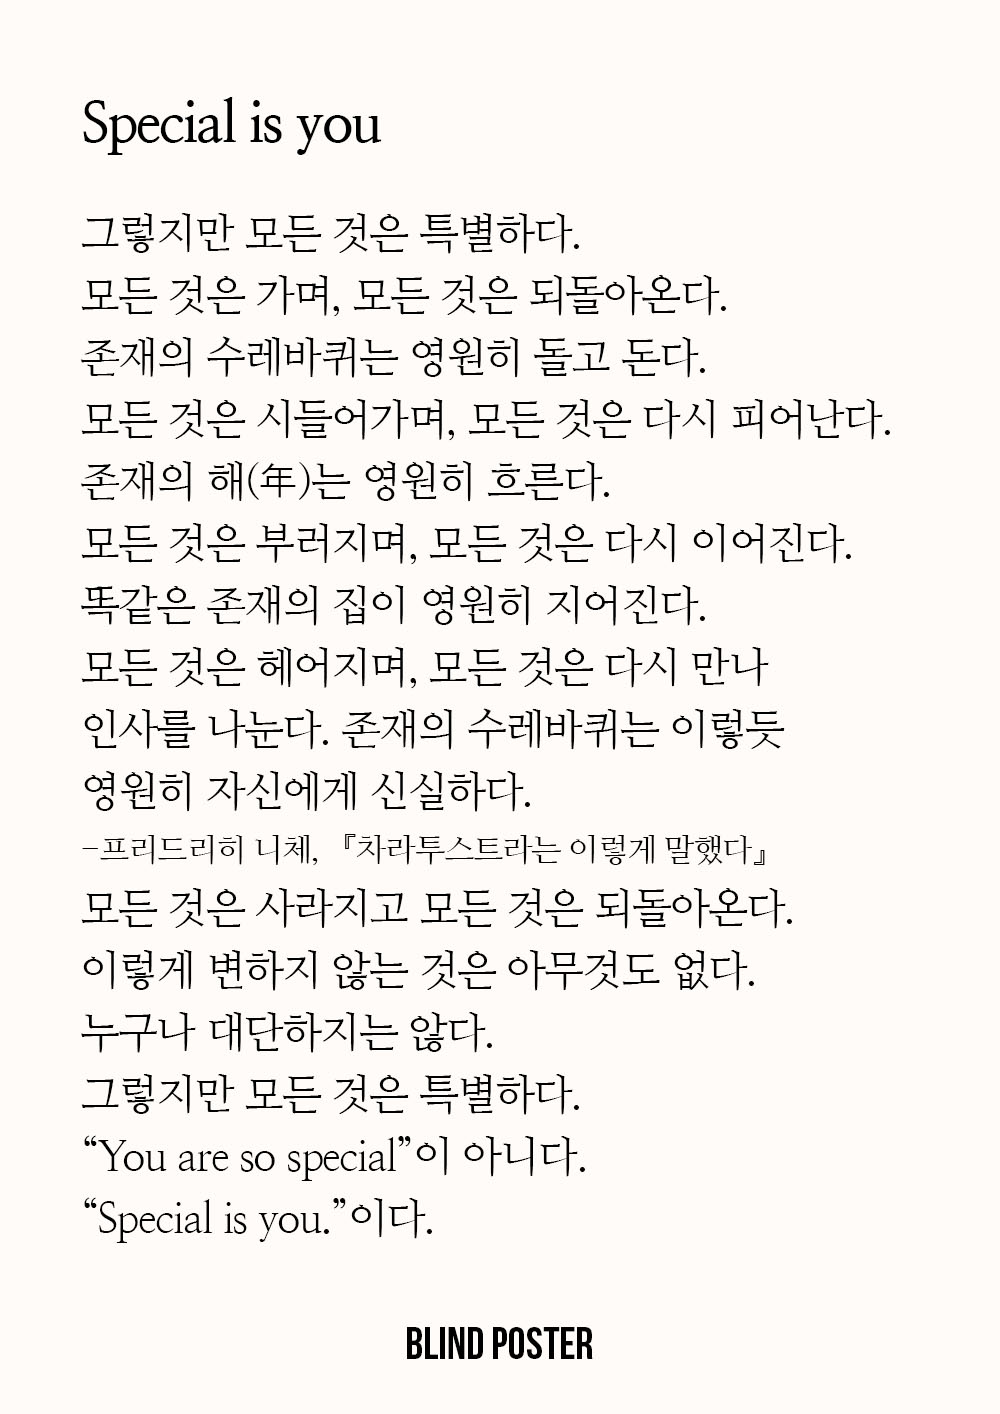 Special is you
그렇지만 모든 것은 특별하다.
모든 것은 가며, 모든 것은 되돌아온다.
존재의 수레바퀴는 영원히 돌고 돈다.
모든 것은 시들어가며, 모든 것은 다시 피어난다.
존재의 해(年)는 영원히 흐른다.
모든 것은 부러지며, 모든 것은 다시 이어진다.
똑같은 존재의 집이 영원히 지어진다.
모든 것은 헤어지며, 모든 것은 다시 만나
인사를 나눈다. 존재의 수레바퀴는 이렇듯
영원히 자신에게 신실하다.
–프리드리히 니체, 『차라투스트라는 이렇게 말했다』
모든 것은 사라지고 모든 것은 되돌아온다.
이렇게 변하지 않는 것은 아무것도 없다.
누구나 대단하지는 않다.
그렇지만 모든 것은 특별하다.
“You are so special”이 아니다.
“Special is you.”이다.
BLIND POSTER